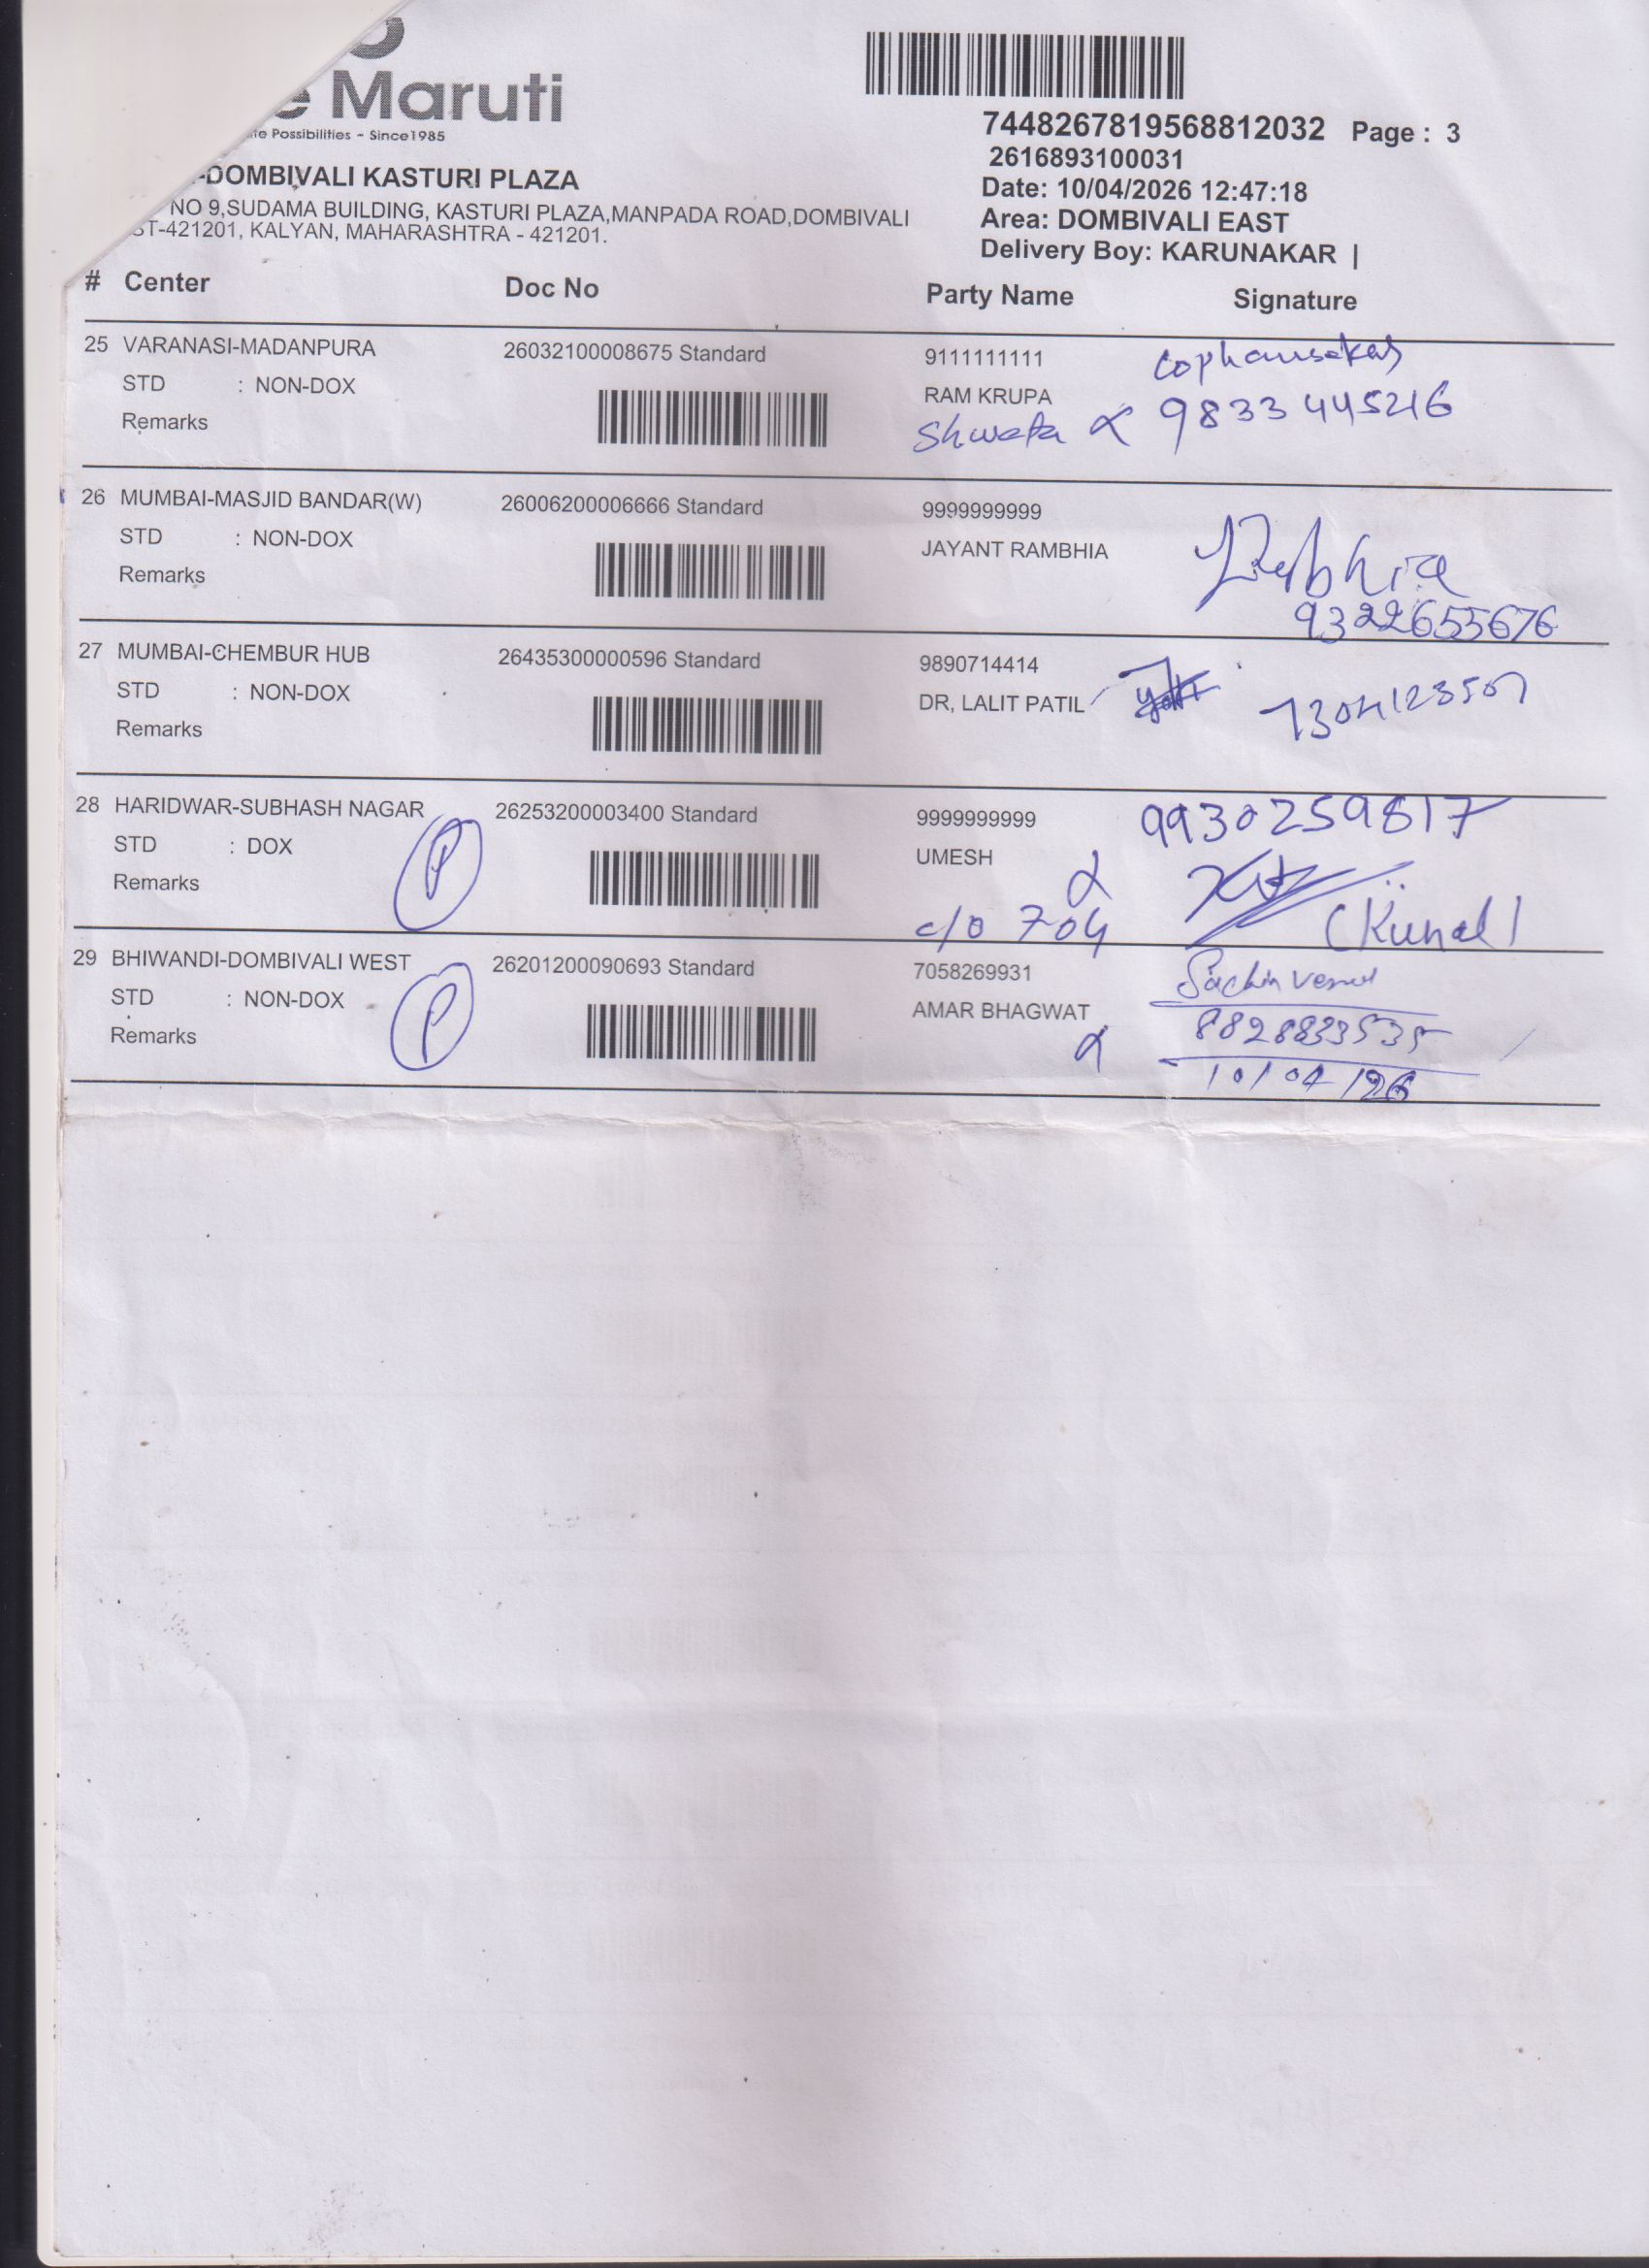 Maruti
Possibilities - Since1985
7448267819568812032 Page : 3
2616893100031
-DOMBIVALI KASTURI PLAZA
Date: 10/04/2026 12:47:18
NO 9,SUDAMA BUILDING, KASTURI PLAZA,MANPADA ROAD,DOMBIVALI
ST-421201, KALYAN, MAHARASHTRA - 421201.
Area: DOMBIVALI EAST
Delivery Boy: KARUNAKAR |
# Center Doc No Party Name Signature
25 VARANASI-MADANPURA 26032100008675 Standard 9111111111
STD : NON-DOX RAM KRUPA
Remarks Shweta 9833445216
26 MUMBAI-MASJID BANDAR(W) 26006200006666 Standard 9999999999
STD : NON-DOX JAYANT RAMBHIA
Remarks
9322655676
27 MUMBAI-CHEMBUR HUB 26435300000596 Standard 9890714414
STD : NON-DOX DR, LALIT PATIL
Remarks
28 HARIDWAR-SUBHASH NAGAR 26253200003400 Standard 9999999999 9930259817
STD : DOX P UMESH
Remarks
c/o 704 (Kunal)
29 BHIWANDI-DOMBIVALI WEST 26201200090693 Standard 7058269931 Sachin
STD : NON-DOX P AMAR BHAGWAT 8828833535
Remarks
10/04/26